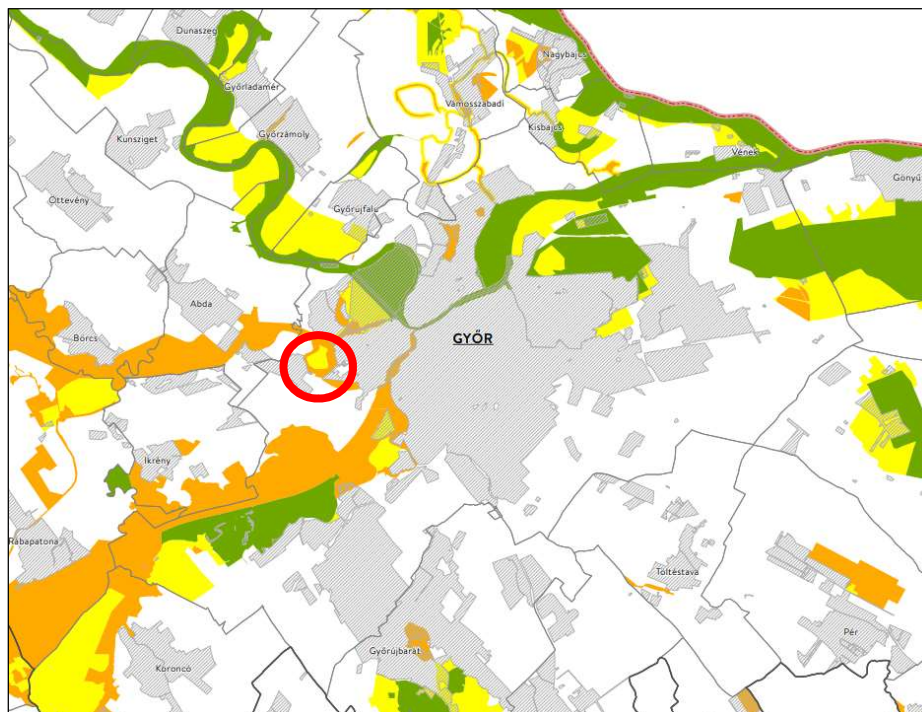 Dunaszeg
Nagybajcs
Győrladamér
Vámosszabadi
Kisbajcs
Győrzámoly
Kunsziget
Vének
Gönyű
Öttevény
Győrújfalu
Abda
Börcs
GYŐR
Ikrény
Rábapatona
Töltéstava
Pér
Győrújbarát
Koroncó